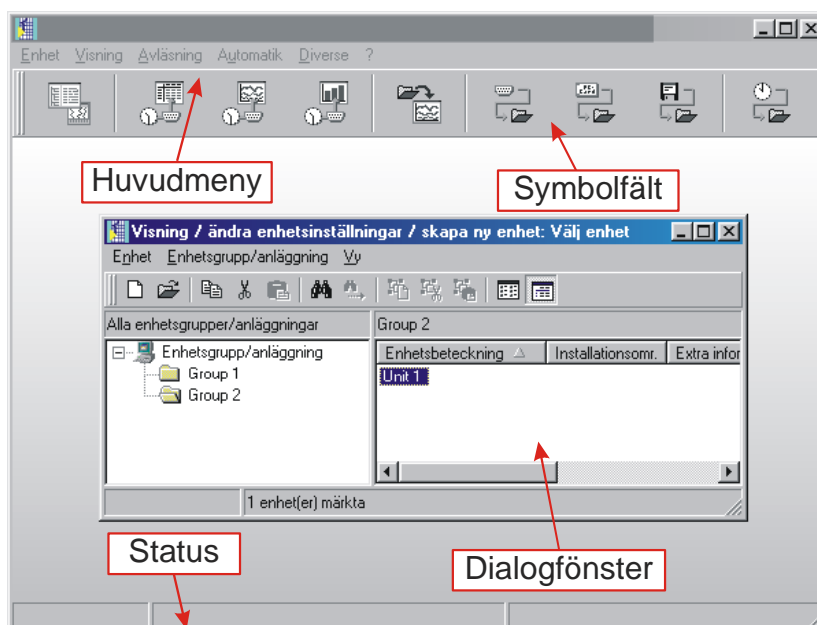 Enhet Visning Avläsning Automatik Diverse ?
Huvudmeny
Symbolfält
Visning / ändra enhetsinställningar / skapa ny enhet: Välj enhet
Enhet Enhetsgrupp/anläggning Vy
Alla enhetsgrupper/anläggningar Group 2
Enhetsgrupp/anläggning Enhetsbeteckning Installationsomr. Extra infor
Group 1 Unit 1
Group 2
1 enhet(er) märkta
Status
Dialogfönster